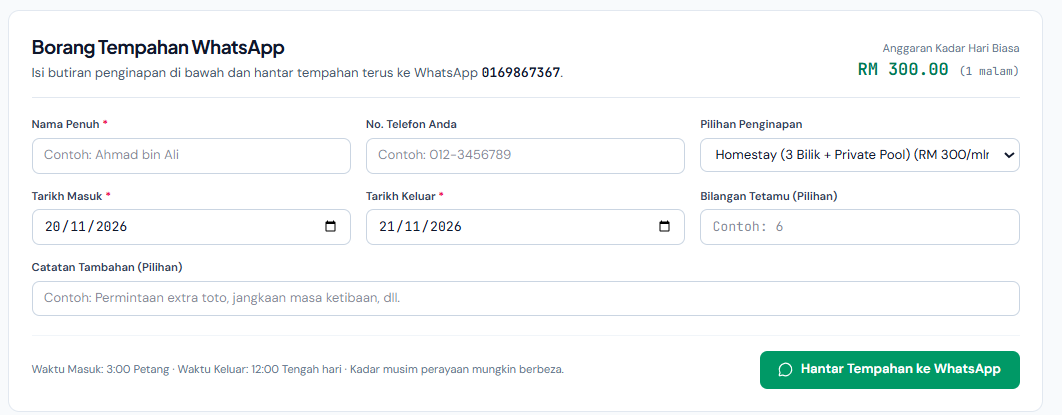 Borang Tempahan WhatsApp
Isi butiran penginapan di bawah dan hantar tempahan terus ke WhatsApp 0169867367.
Anggaran Kadar Hari Biasa
RM 300.00 (1 malam)
Nama Penuh *
Contoh: Ahmad bin Ali
No. Telefon Anda
Contoh: 012-3456789
Pilihan Penginapan
Homestay (3 Bilik + Private Pool) (RM 300/mlr
Tarikh Masuk *
20/11/2026
Tarikh Keluar *
21/11/2026
Bilangan Tetamu (Pilihan)
Contoh: 6
Catatan Tambahan (Pilihan)
Contoh: Permintaan extra toto, jangkaan masa ketibaan, dll.
Waktu Masuk: 3:00 Petang · Waktu Keluar: 12:00 Tengah hari · Kadar musim perayaan mungkin berbeza.
Hantar Tempahan ke WhatsApp